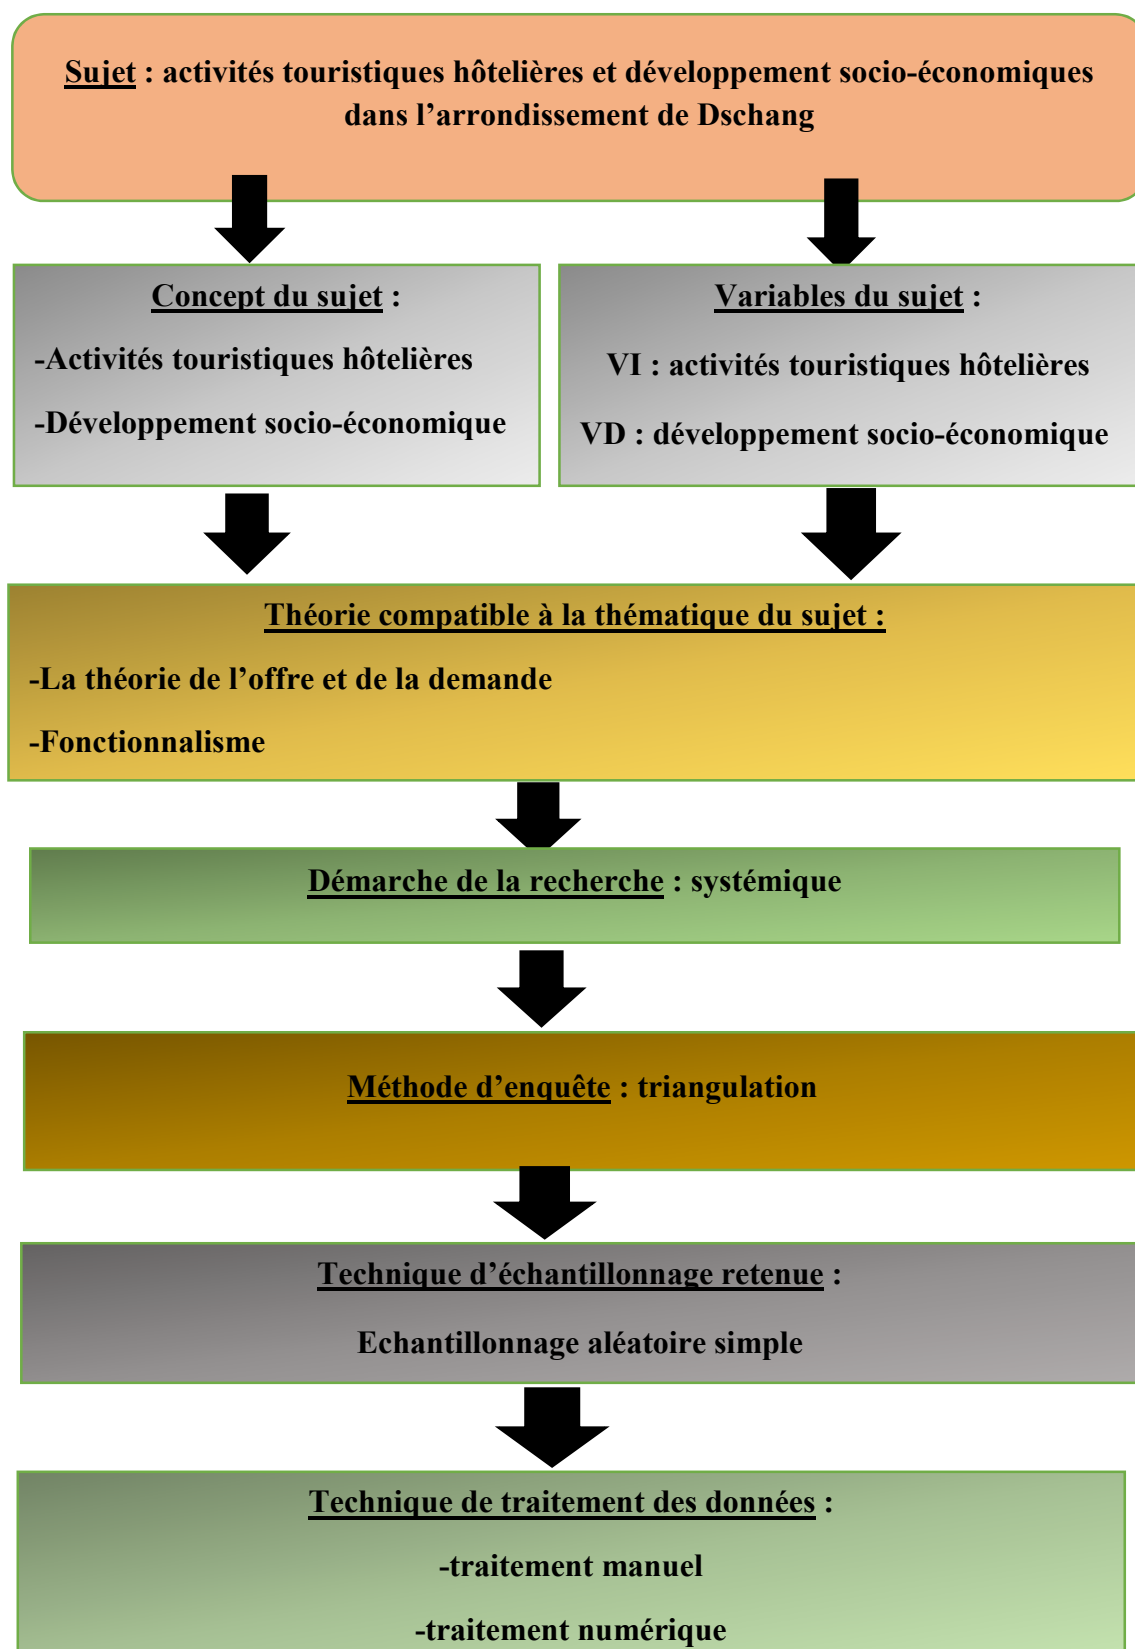 Sujet : activités touristiques hôtelières et développement socio-économiques
dans l’arrondissement de Dschang
Concept du sujet :
-Activités touristiques hôtelières
-Développement socio-économique
Variables du sujet :
VI : activités touristiques hôtelières
VD : développement socio-économique
Théorie compatible à la thématique du sujet :
-La théorie de l’offre et de la demande
-Fonctionnalisme
Démarche de la recherche : systémique
Méthode d’enquête : triangulation
Technique d’échantillonnage retenue :
Echantillonnage aléatoire simple
Technique de traitement des données :
-traitement manuel
-traitement numérique